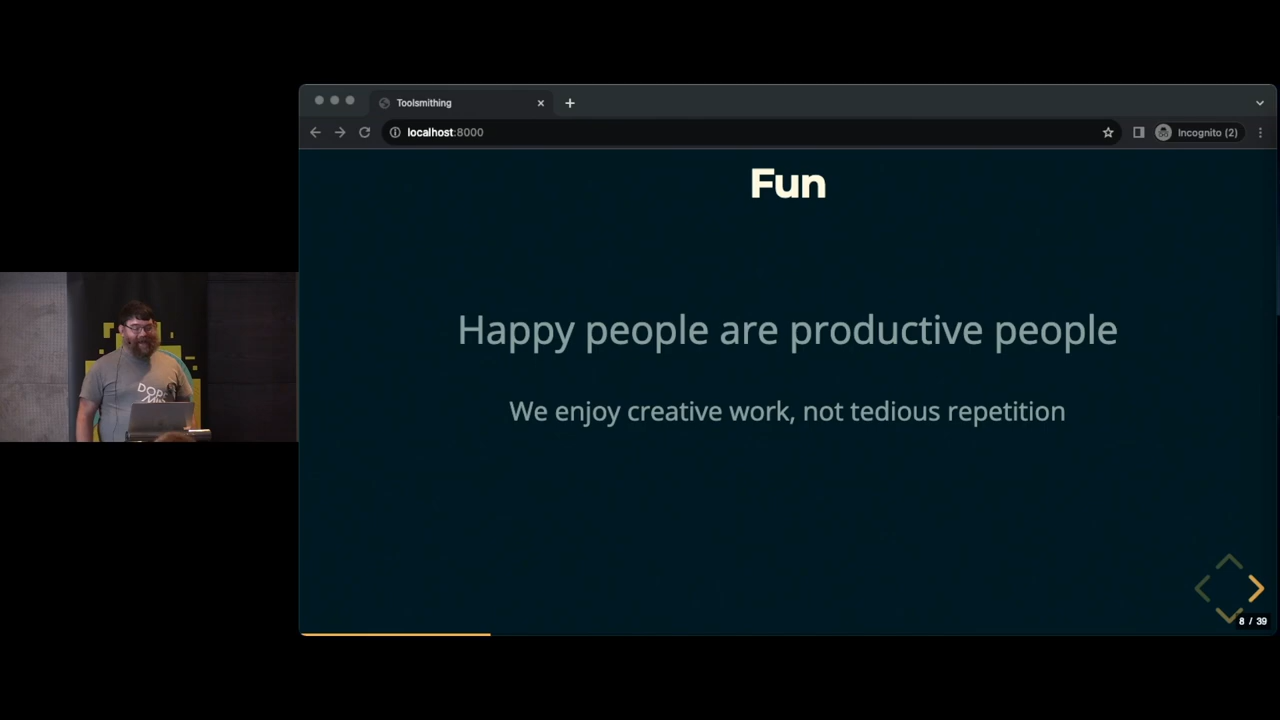 Toolsmithing
localhost:8000
Incognito (2)
Fun
Happy people are productive people
We enjoy creative work, not tedious repetition
8 / 39
DOPE